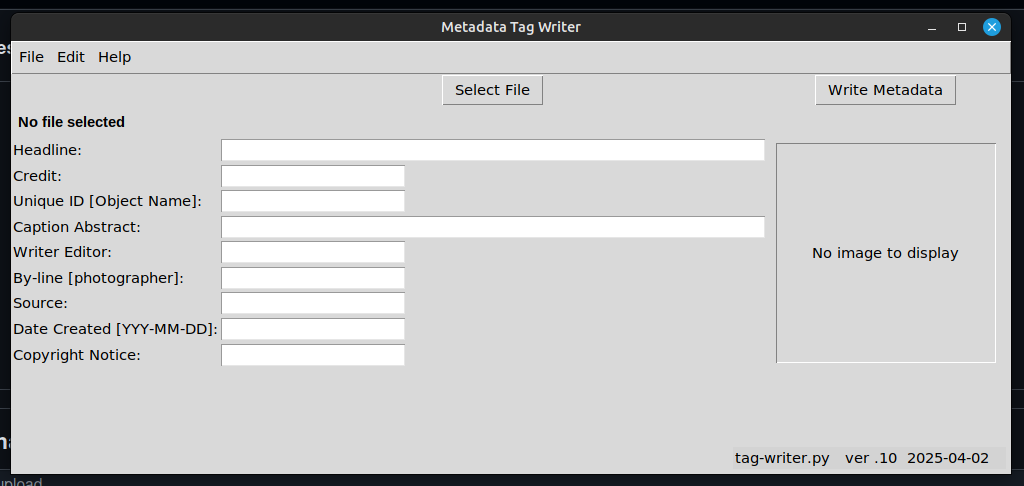 Metadata Tag Writer
File Edit Help
Select File Write Metadata
No file selected
Headline:
Credit:
Unique ID [Object Name]:
Caption Abstract:
Writer Editor:
By-line [photographer]:
Source:
Date Created [YYY-MM-DD]:
Copyright Notice:
No image to display
tag-writer.py ver .10 2025-04-02